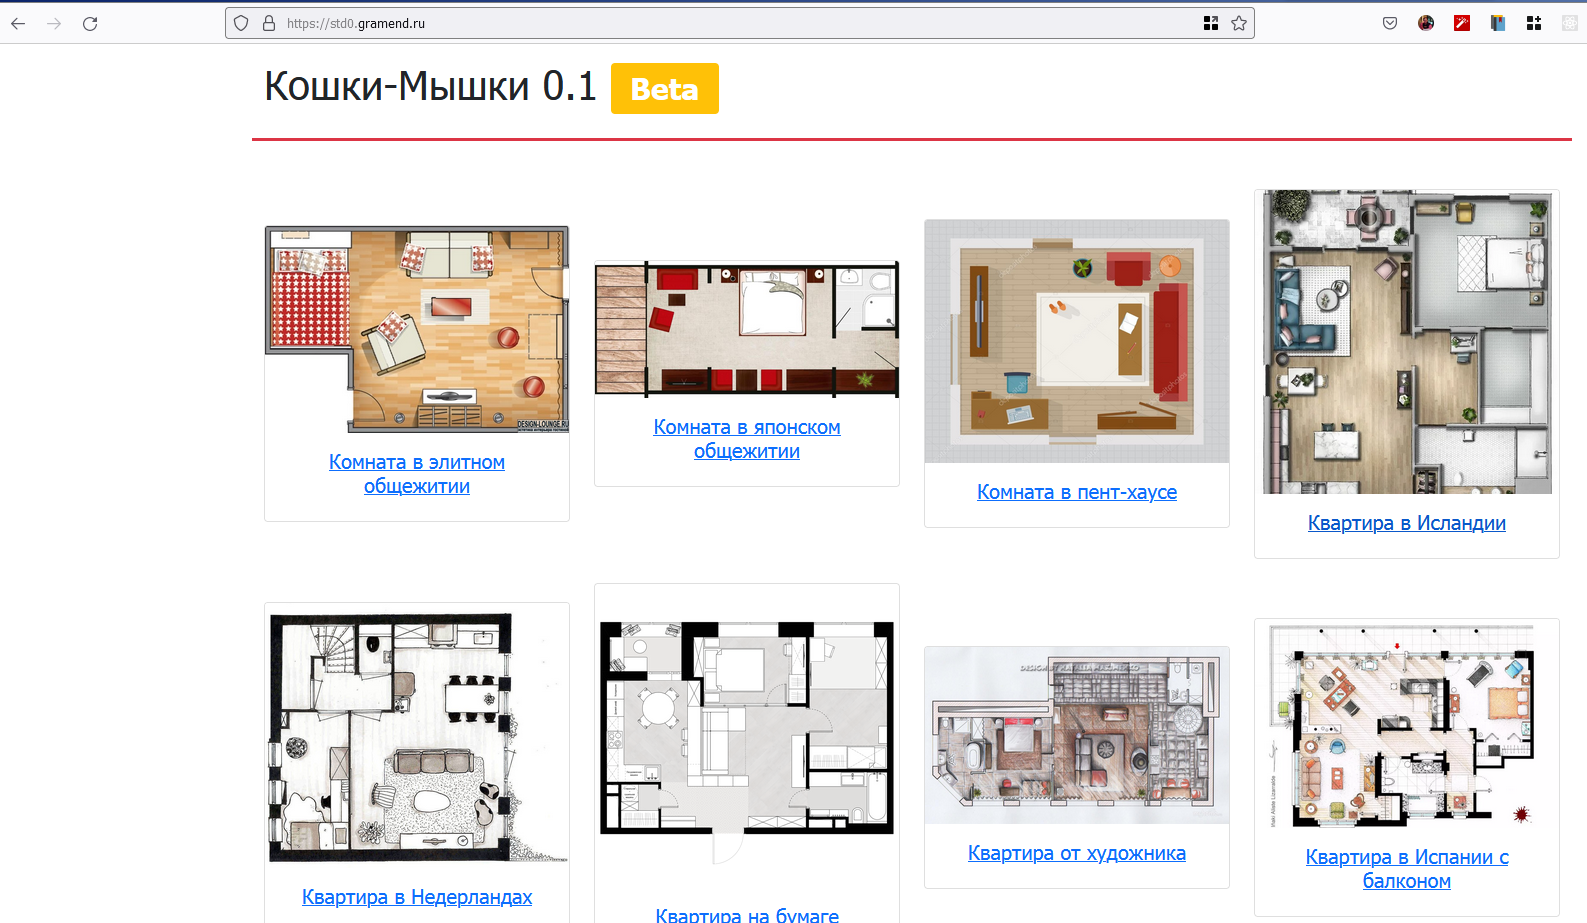 https://std0.gramend.ru
Кошки-Мышки 0.1 Beta
DESIGN-LOUNGE.RU
Комната в элитном
общежитии
Комната в японском
общежитии
Комната в пент-хаусе
Квартира в Исландии
Квартира в Недерландах
Квартира на бумаге
Квартира от художника
Квартира в Испании с
балконом